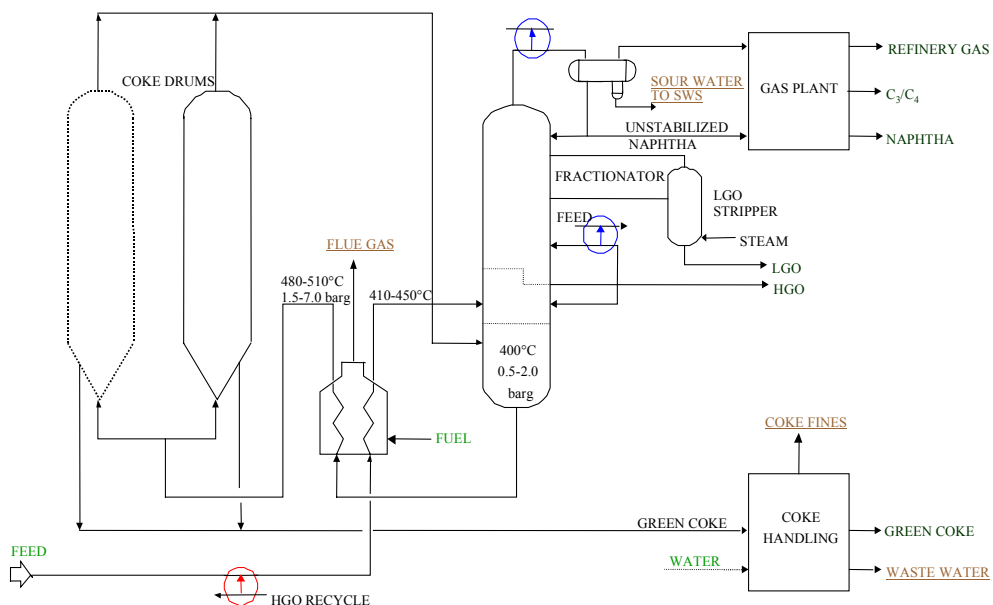 COKE DRUMS
REFINERY GAS
SOUR WATER
TO SWS
GAS PLANT
C₃/C₄
UNSTABILIZED
NAPHTHA
NAPHTHA
FRACTIONATOR
LGO
STRIPPER
FEED
STEAM
FLUE GAS
LGO
480-510°C
1.5-7.0 barg
410-450°C
HGO
400°C
0.5-2.0
barg
FUEL
COKE FINES
GREEN COKE
COKE
HANDLING
GREEN COKE
FEED
WATER
WASTE WATER
HGO RECYCLE